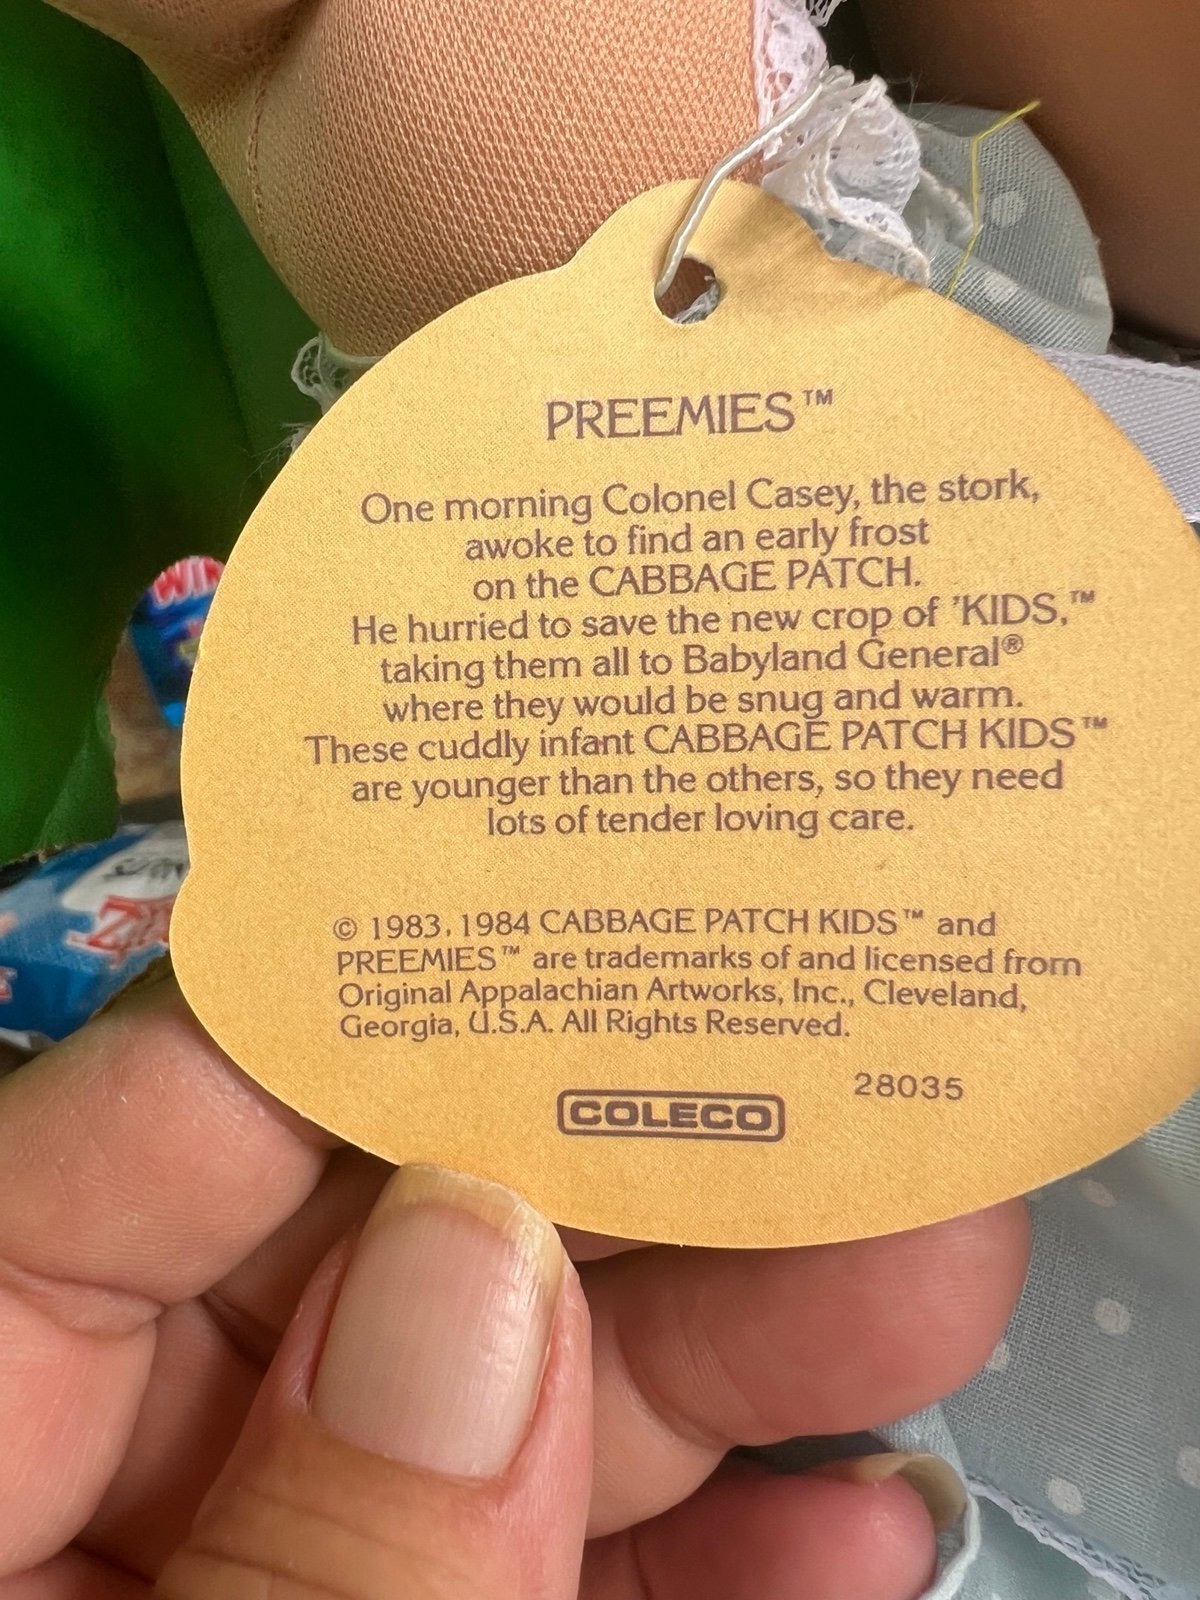 PREEMIES™
One morning Colonel Casey, the stork,
awoke to find an early frost
on the CABBAGE PATCH.
He hurried to save the new crop of 'KIDS,™
taking them all to Babyland General®
where they would be snug and warm.
These cuddly infant CABBAGE PATCH KIDS™
are younger than the others, so they need
lots of tender loving care.
© 1983, 1984 CABBAGE PATCH KIDS™ and
PREEMIES™ are trademarks of and licensed from
Original Appalachian Artworks, Inc., Cleveland,
Georgia, U.S.A. All Rights Reserved.
28035
COLECO